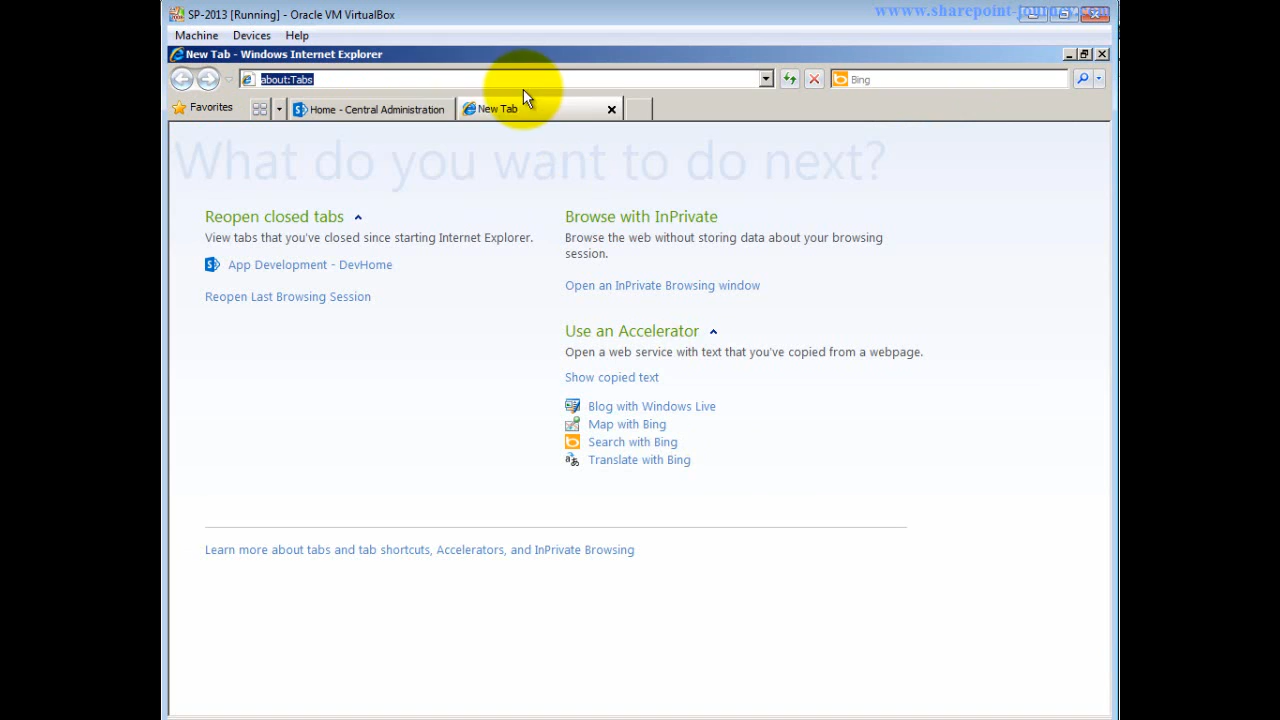 SP-2013 [Running] - Oracle VM VirtualBox
Machine Devices Help
New Tab - Windows Internet Explorer
about:Tabs
Bing
Favorites
Home - Central Administration
New Tab
What do you want to do next?
Reopen closed tabs
View tabs that you've closed since starting Internet Explorer.
App Development - DevHome
Reopen Last Browsing Session
Browse with InPrivate
Browse the web without storing data about your browsing
session.
Open an InPrivate Browsing window
Use an Accelerator
Open a web service with text that you've copied from a webpage.
Show copied text
Blog with Windows Live
Map with Bing
Search with Bing
Translate with Bing
Learn more about tabs and tab shortcuts, Accelerators, and InPrivate Browsing